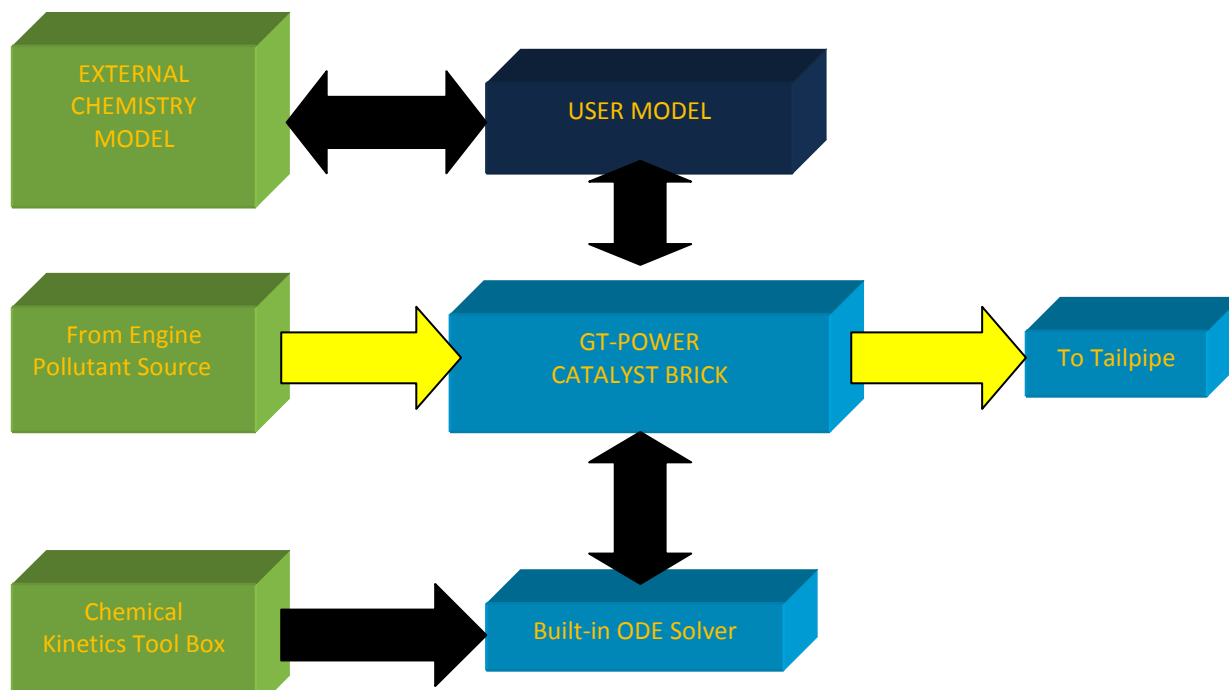 EXTERNAL
CHEMISTRY
MODEL
USER MODEL
From Engine
Pollutant Source
GT-POWER
CATALYST BRICK
To Tailpipe
Chemical
Kinetics Tool Box
Built-in ODE Solver